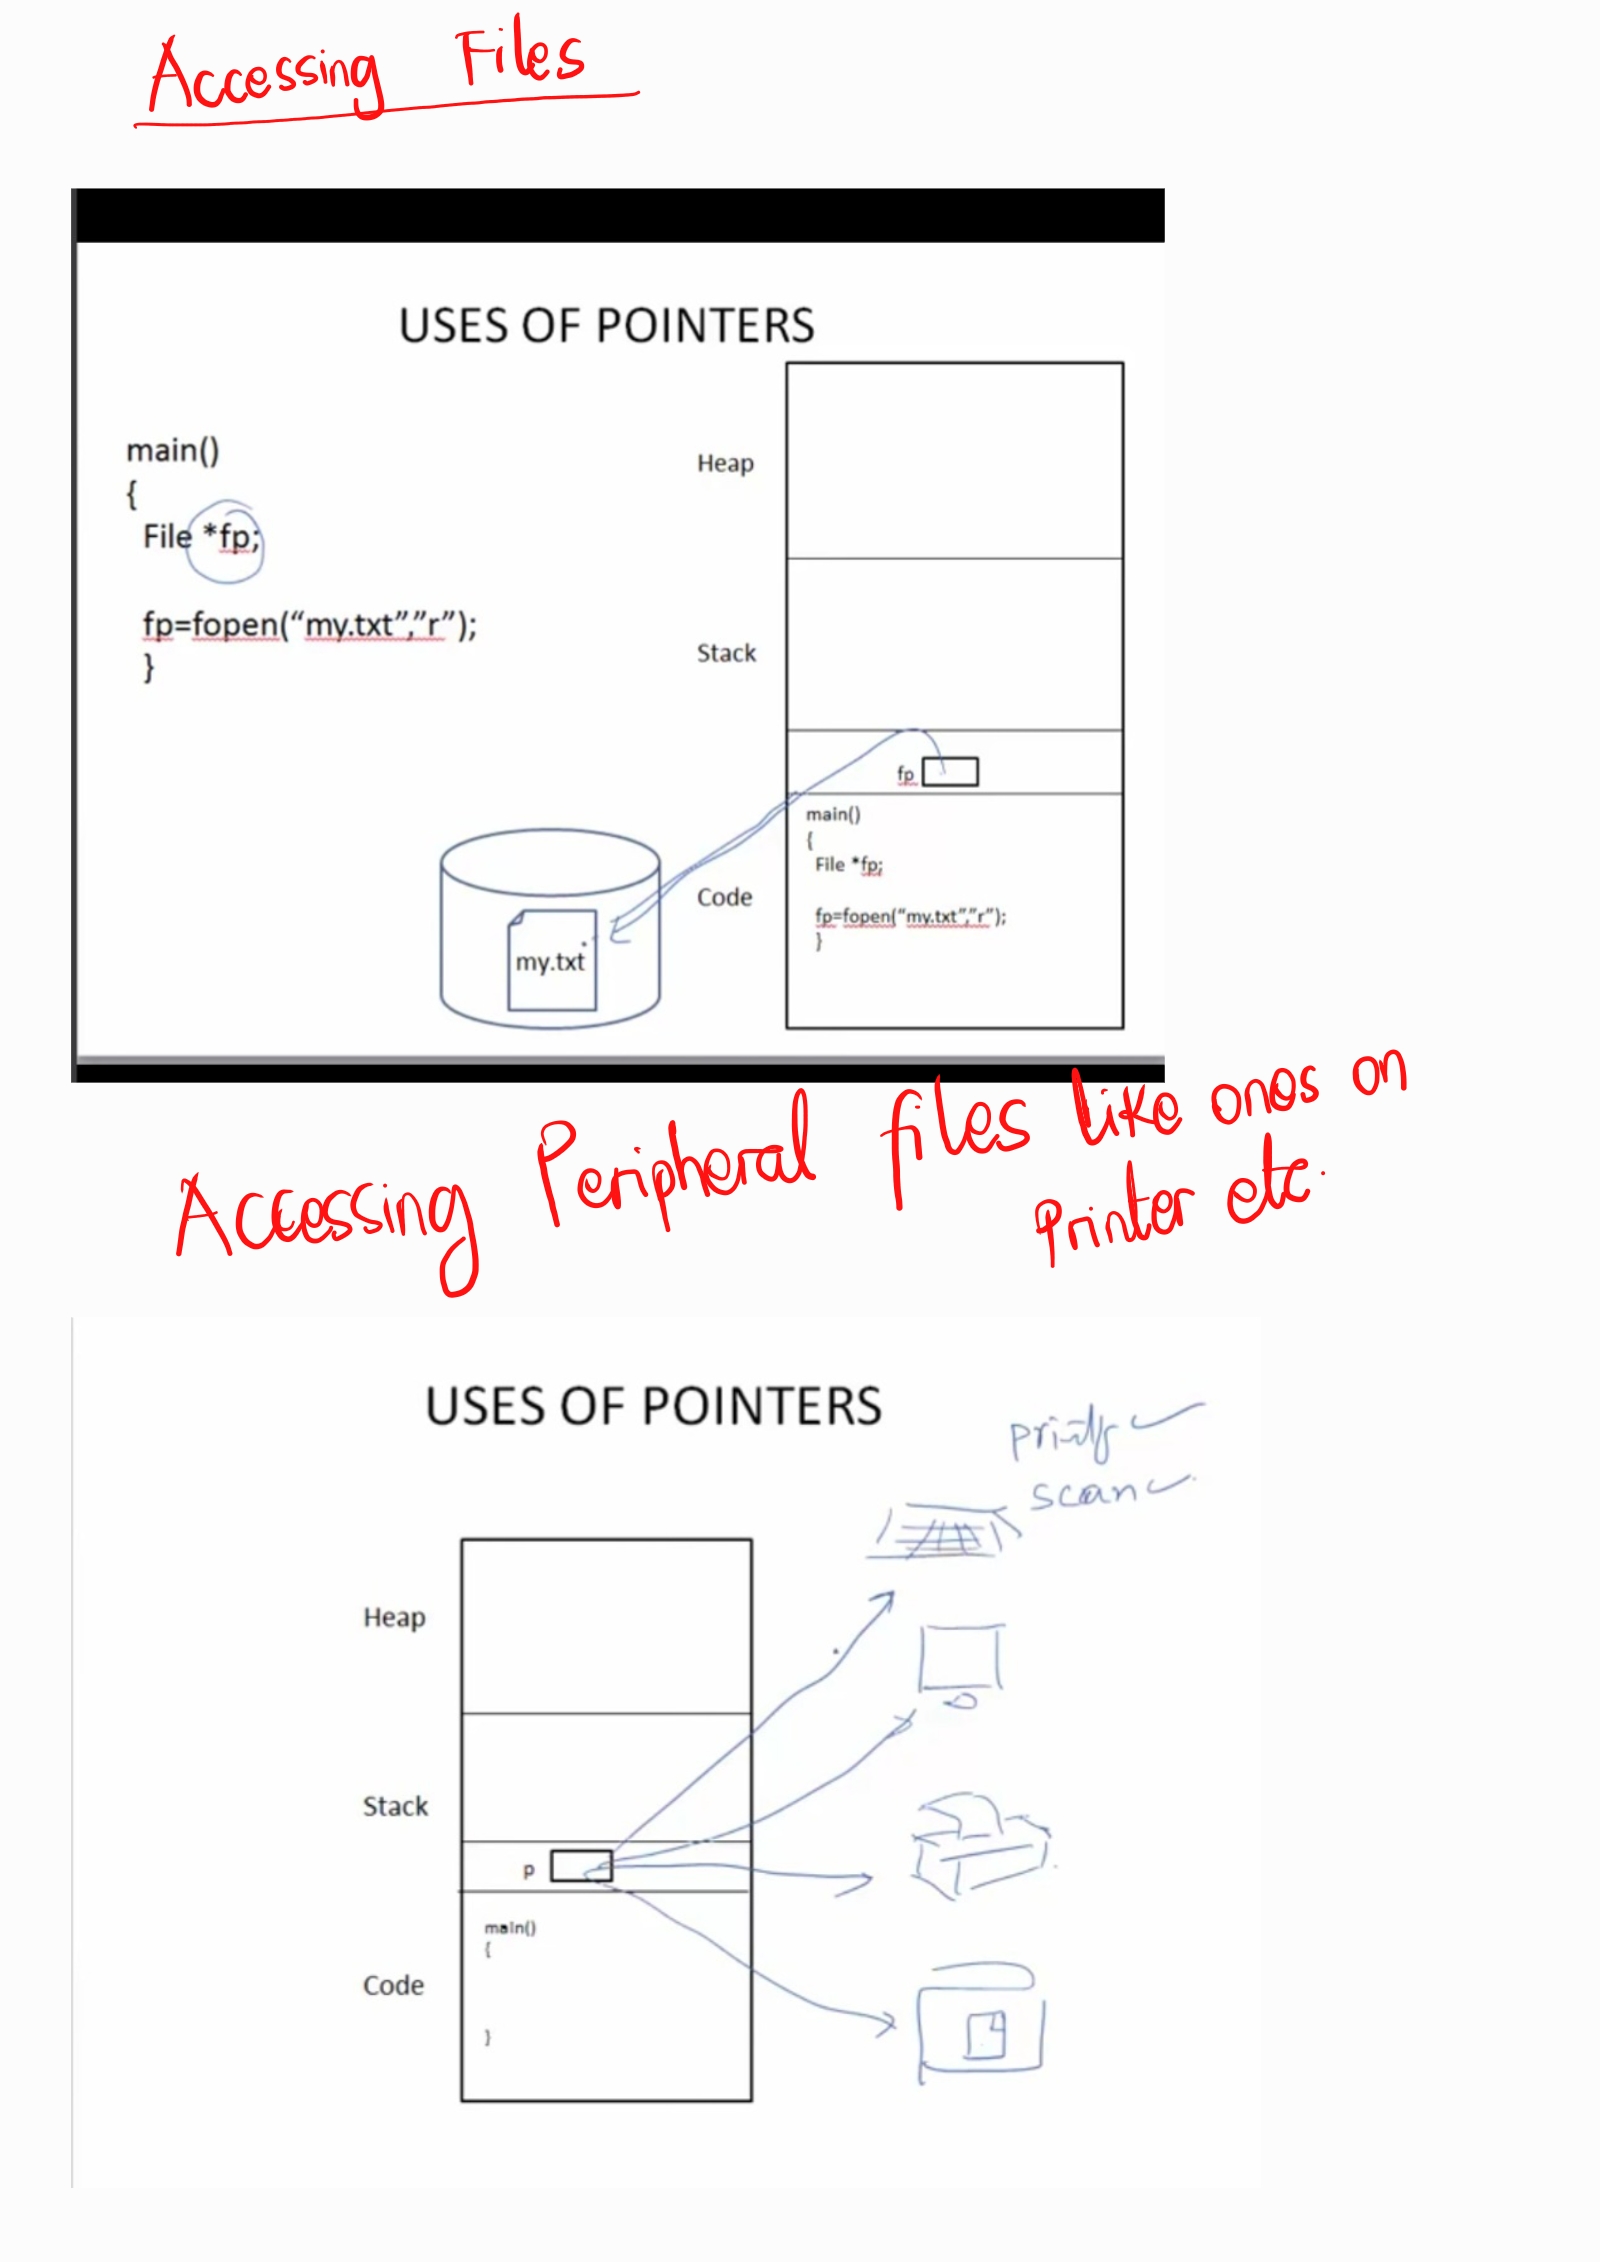 Accessing Files
USES OF POINTERS
main()
{
File *fp;
fp=fopen(“my.txt”,”r”);
}
Heap
Stack
fp
main()
{
File *fp;
Code
fp=fopen(“my.txt”,”r”);
}
my.txt
Accessing Peripheral files like ones on
Printer etc.
USES OF POINTERS
printf
scan
Heap
Stack
p
main()
{
Code
}